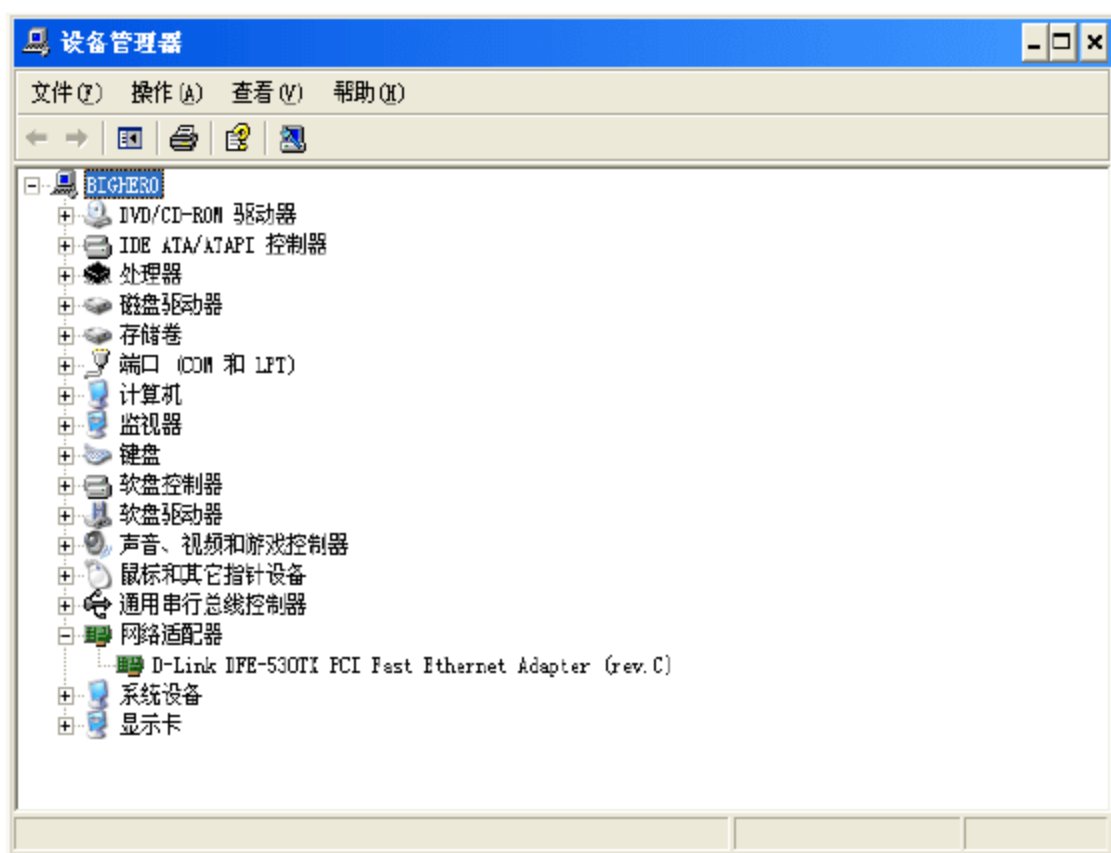 设备管理器
文件(F) 操作(A) 查看(V) 帮助(H)
BIGHERO
DVD/CD-ROM 驱动器
IDE ATA/ATAPI 控制器
处理器
磁盘驱动器
存储卷
端口 (COM 和 LPT)
计算机
监视器
键盘
软盘控制器
软盘驱动器
声音、视频和游戏控制器
鼠标和其它指针设备
通用串行总线控制器
网络适配器
D-Link DFE-530TX PCI Fast Ethernet Adapter (rev.C)
系统设备
显示卡